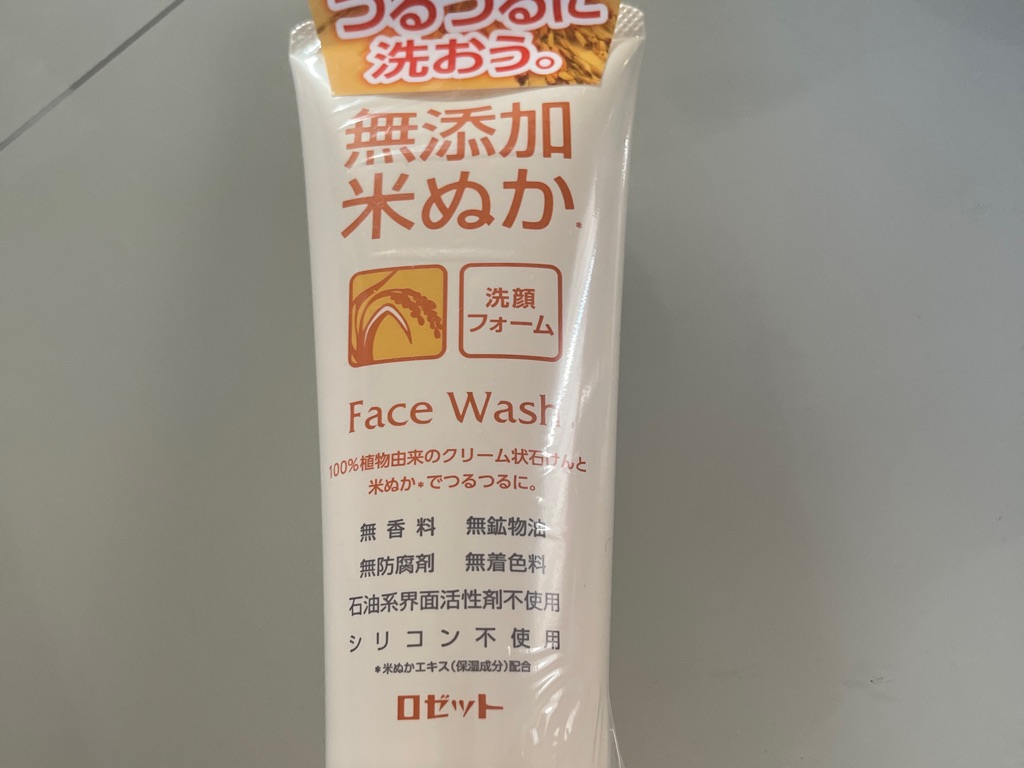 つるつるに
洗おう。
無添加
米ぬか*
洗顔
フォーム
Face Wash
100%植物由来のクリーム状石けんと
米ぬか*でつるつるに。
無香料 無鉱物油
無防腐剤 無着色料
石油系界面活性剤不使用
シリコン不使用
*米ぬかエキス(保湿成分)配合
ロゼット